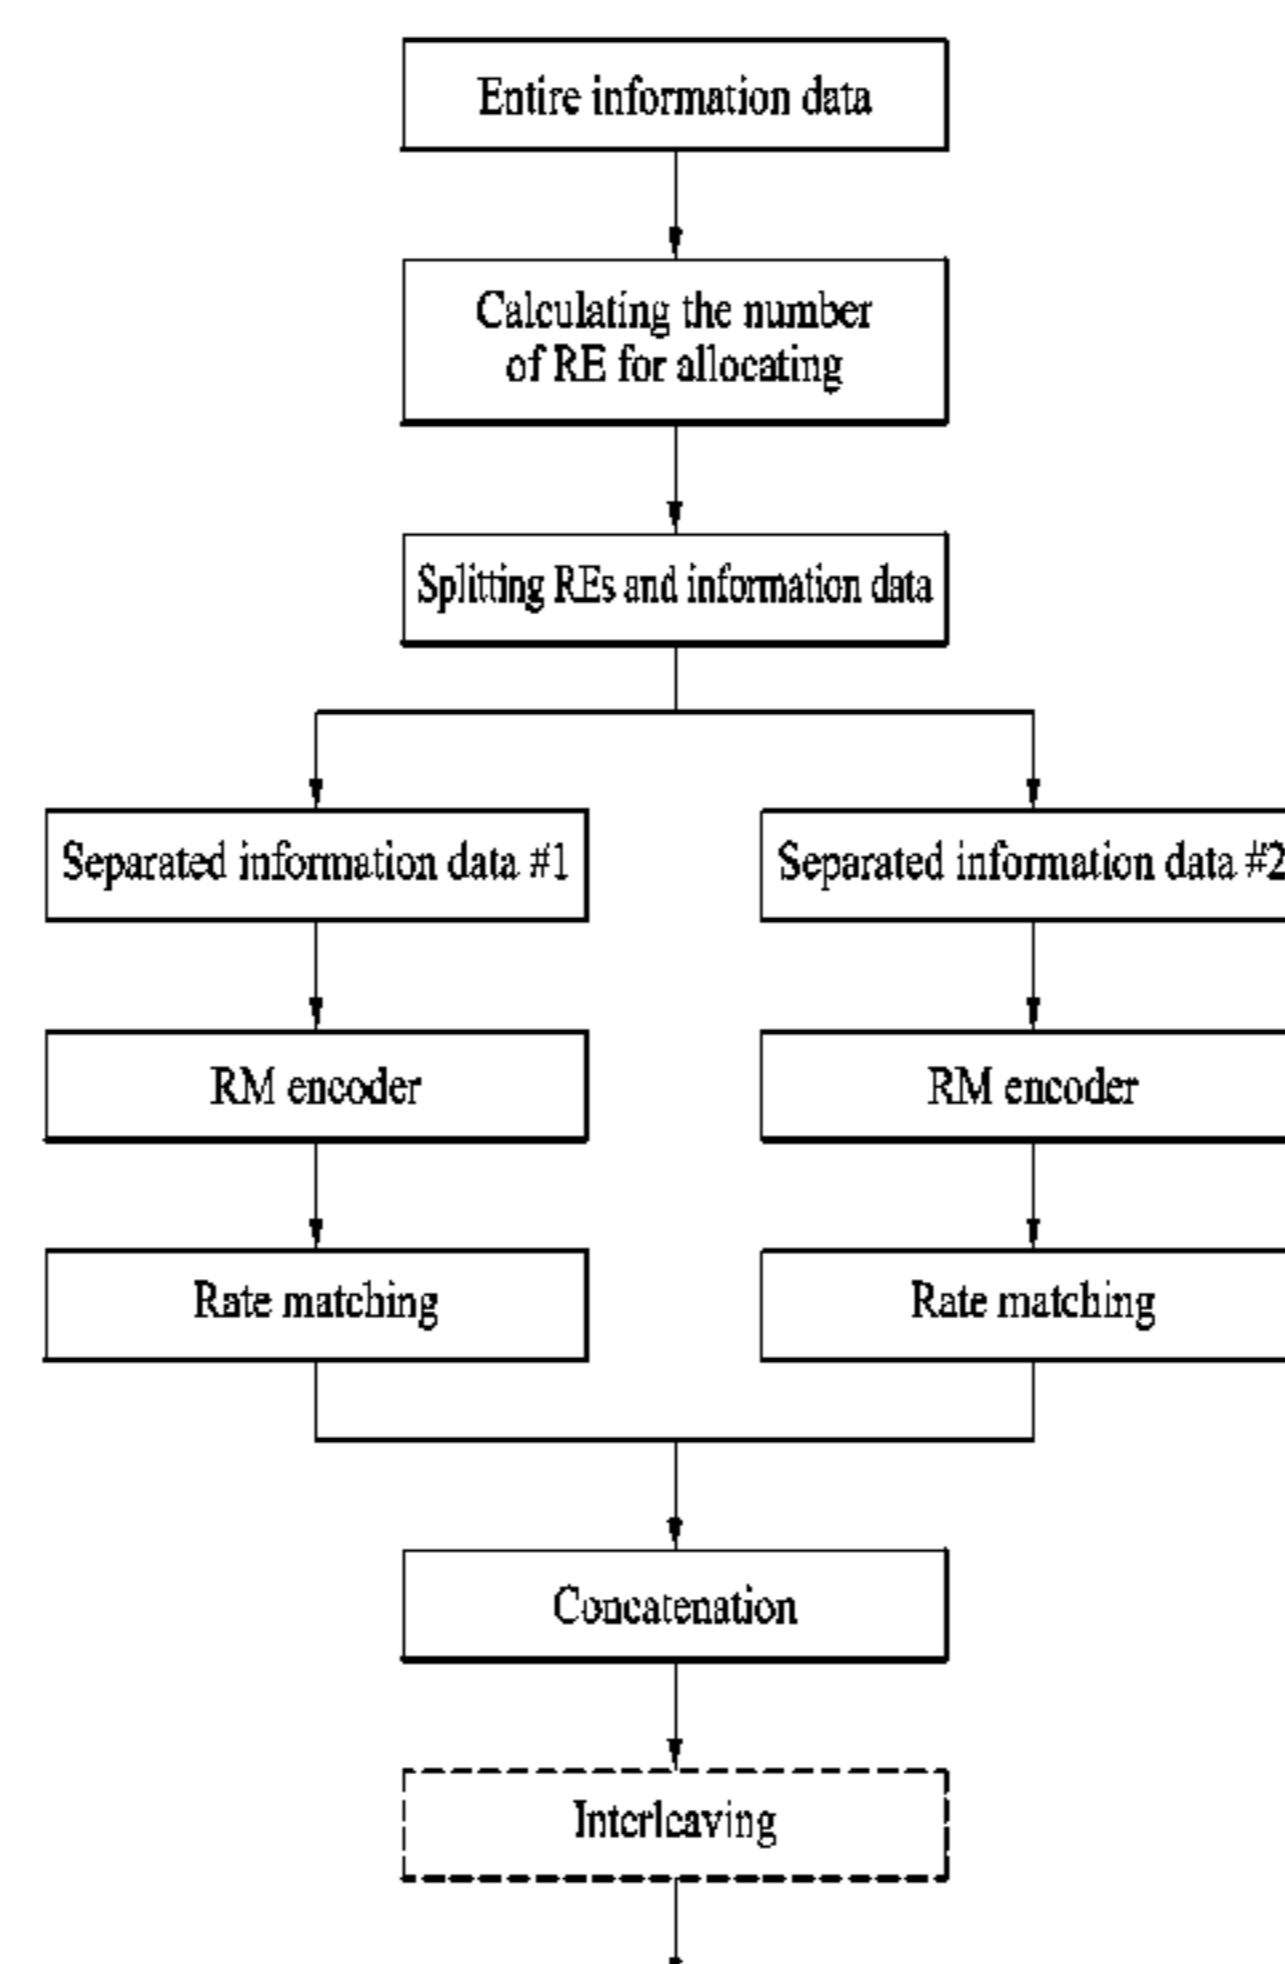 Entire information data
Calculating the number
of RE for allocating
Splitting REs and information data
Separated information data #1
Separated information data #2
RM encoder
RM encoder
Rate matching
Rate matching
Concatenation
Interleaving